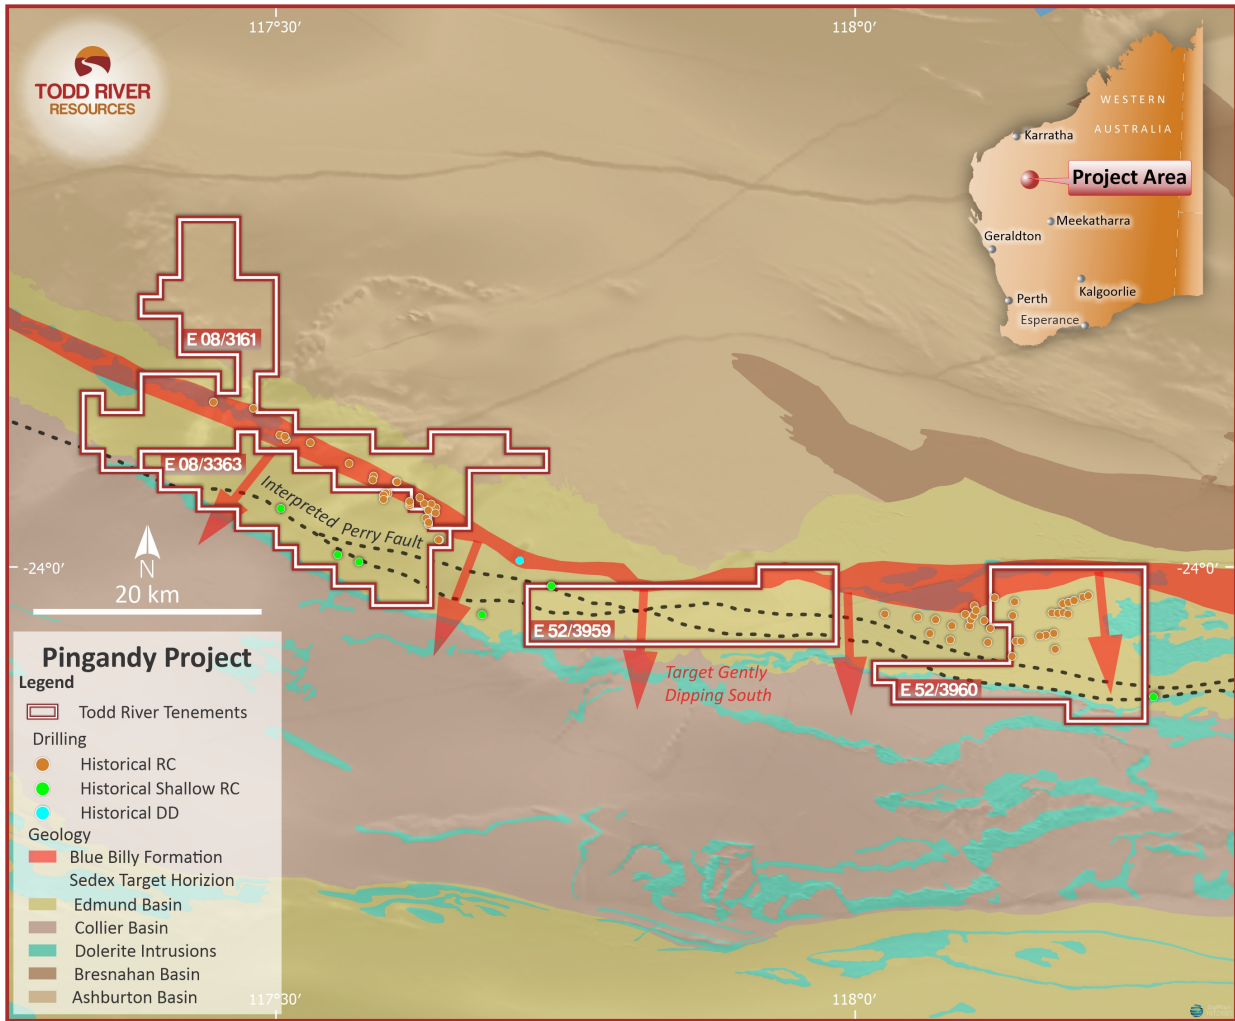 117°30′
118°0′
TODD RIVER
RESOURCES
WESTERN
AUSTRALIA
Karratha
Project Area
Meekatharra
Geraldton
Kalgoorlie
Perth
Esperance
E 08/3161
E 08/3363
Interpreted Perry Fault
-24°0′
-24°0′
N
20 km
E 52/3959
Target Gently
Dipping South
E 52/3960
Pingandy Project
Legend
Todd River Tenements
Drilling
Historical RC
Historical Shallow RC
Historical DD
Geology
Blue Billy Formation
Sedex Target Horizion
Edmund Basin
Collier Basin
Dolerite Intrusions
Bresnahan Basin
Ashburton Basin
117°30′
118°0′